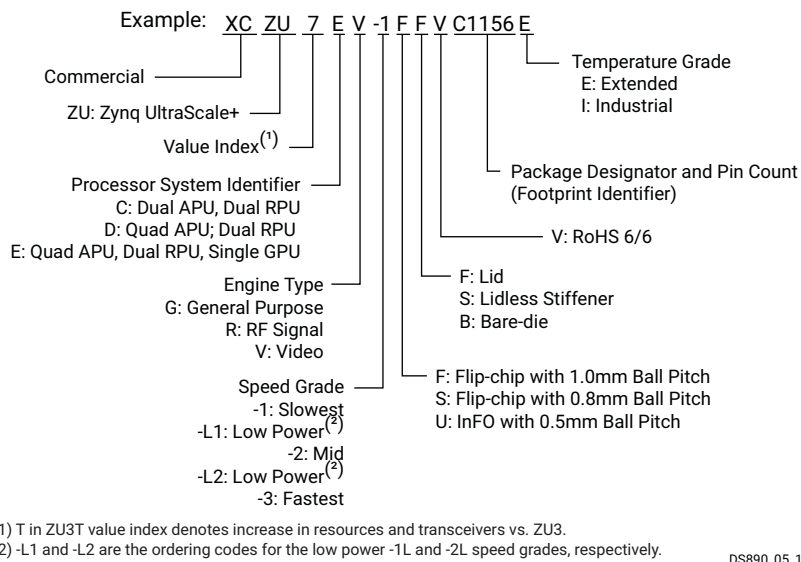 Example: XC ZU 7 E V -1 F F V C1156 E
Commercial
ZU: Zynq UltraScale+
Value Index(1)
Processor System Identifier
C: Dual APU, Dual RPU
D: Quad APU; Dual RPU
E: Quad APU, Dual RPU, Single GPU
Engine Type
G: General Purpose
R: RF Signal
V: Video
Speed Grade
-1: Slowest
-L1: Low Power(2)
-2: Mid
-L2: Low Power(2)
-3: Fastest
Temperature Grade
E: Extended
I: Industrial
Package Designator and Pin Count
(Footprint Identifier)
V: RoHS 6/6
F: Lid
S: Lidless Stiffener
B: Bare-die
F: Flip-chip with 1.0mm Ball Pitch
S: Flip-chip with 0.8mm Ball Pitch
U: InFO with 0.5mm Ball Pitch
1) T in ZU3T value index denotes increase in resources and transceivers vs. ZU3.
2) -L1 and -L2 are the ordering codes for the low power -1L and -2L speed grades, respectively.
DS890_05_1